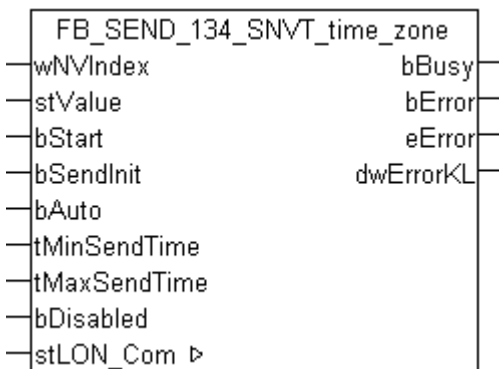 FB_SEND_134_SNVT_time_zone
wNVIndex bBusy
stValue bError
bStart eError
bSendInit dwErrorKL
bAuto
tMinSendTime
tMaxSendTime
bDisabled
stLON_Com ▷